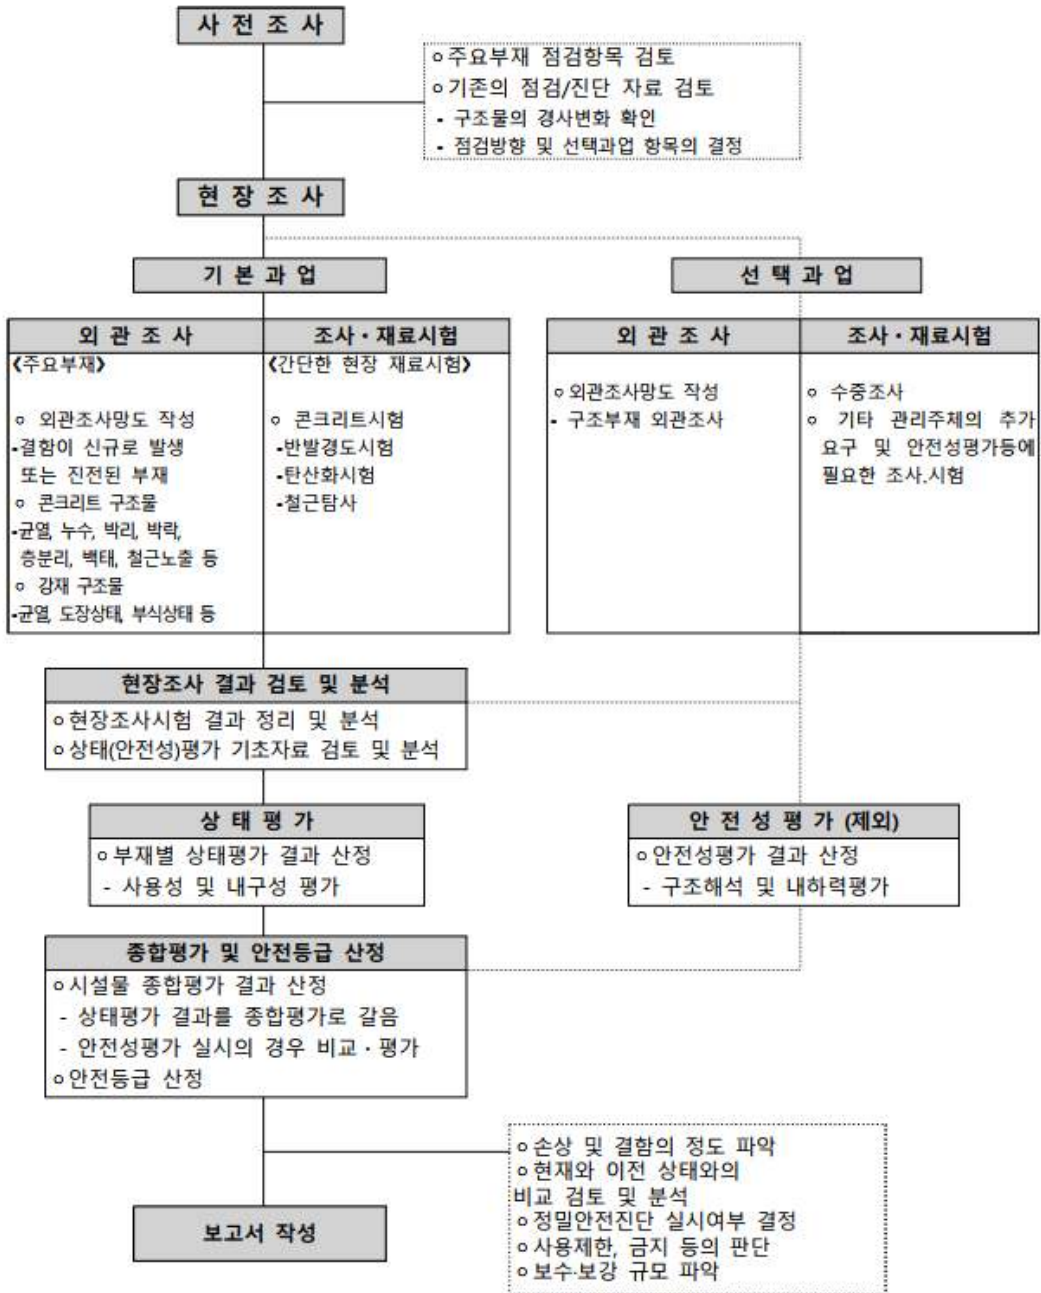 사 전 조 사
ㅇ주요부재 점검항목 검토
ㅇ기존의 점검/진단 자료 검토
- 구조물의 경사변화 확인
- 점검방향 및 선택과업 항목의 결정
현 장 조 사
기 본 과 업
선 택 과 업
외 관 조 사
조사・재료시험
《주요부재》
ㅇ 외관조사망도 작성
-결함이 신규로 발생
또는 진전된 부재
ㅇ 콘크리트 구조물
-균열, 누수, 박리, 박락,
층분리, 백태, 철근노출 등
ㅇ 강재 구조물
-균열, 도장상태, 부식상태 등
《간단한 현장 재료시험》
ㅇ 콘크리트시험
-반발경도시험
-탄산화시험
-철근탐사
외 관 조 사
조사・재료시험
ㅇ외관조사망도 작성
- 구조부재 외관조사
ㅇ 수중조사
ㅇ 기타 관리주체의 추가
요구 및 안전성평가등에
필요한 조사.시험
현장조사 결과 검토 및 분석
ㅇ현장조사시험 결과 정리 및 분석
ㅇ상태(안전성)평가 기초자료 검토 및 분석
상 태 평 가
ㅇ부재별 상태평가 결과 산정
- 사용성 및 내구성 평가
안 전 성 평 가 (제외)
ㅇ안전성평가 결과 산정
- 구조해석 및 내하력평가
종합평가 및 안전등급 산정
ㅇ시설물 종합평가 결과 산정
- 상태평가 결과를 종합평가로 갈음
- 안전성평가 실시의 경우 비교・평가
ㅇ안전등급 산정
ㅇ손상 및 결함의 정도 파악
ㅇ현재와 이전 상태와의
비교 검토 및 분석
ㅇ정밀안전진단 실시여부 결정
ㅇ사용제한, 금지 등의 판단
ㅇ보수·보강 규모 파악
보고서 작성